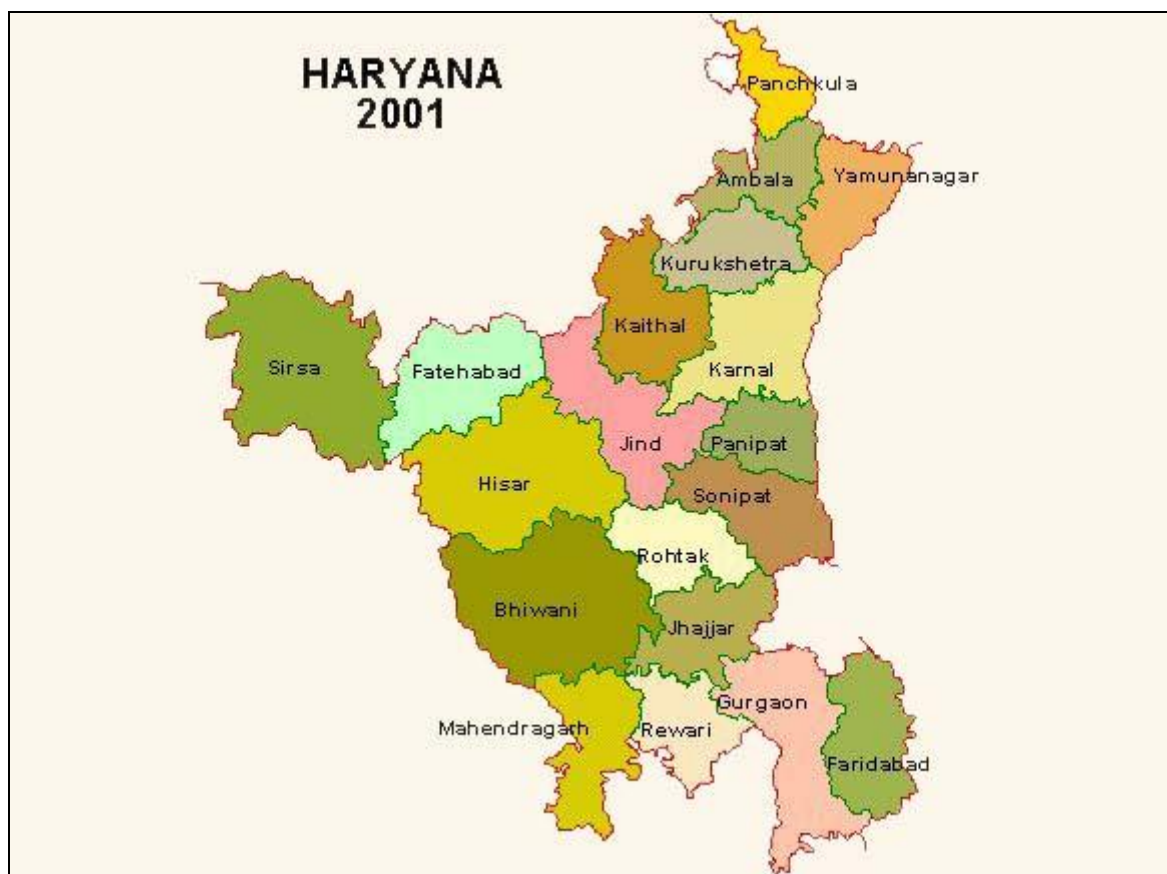 HARYANA
2001
Panchkula
Ambala
Yamunanagar
Kurukshetra
Kaithal
Karnal
Sirsa
Fatehabad
Jind
Panipat
Hisar
Sonipat
Rohtak
Bhiwani
Jhajjar
Gurgaon
Mahendragarh
Rewari
Faridabad